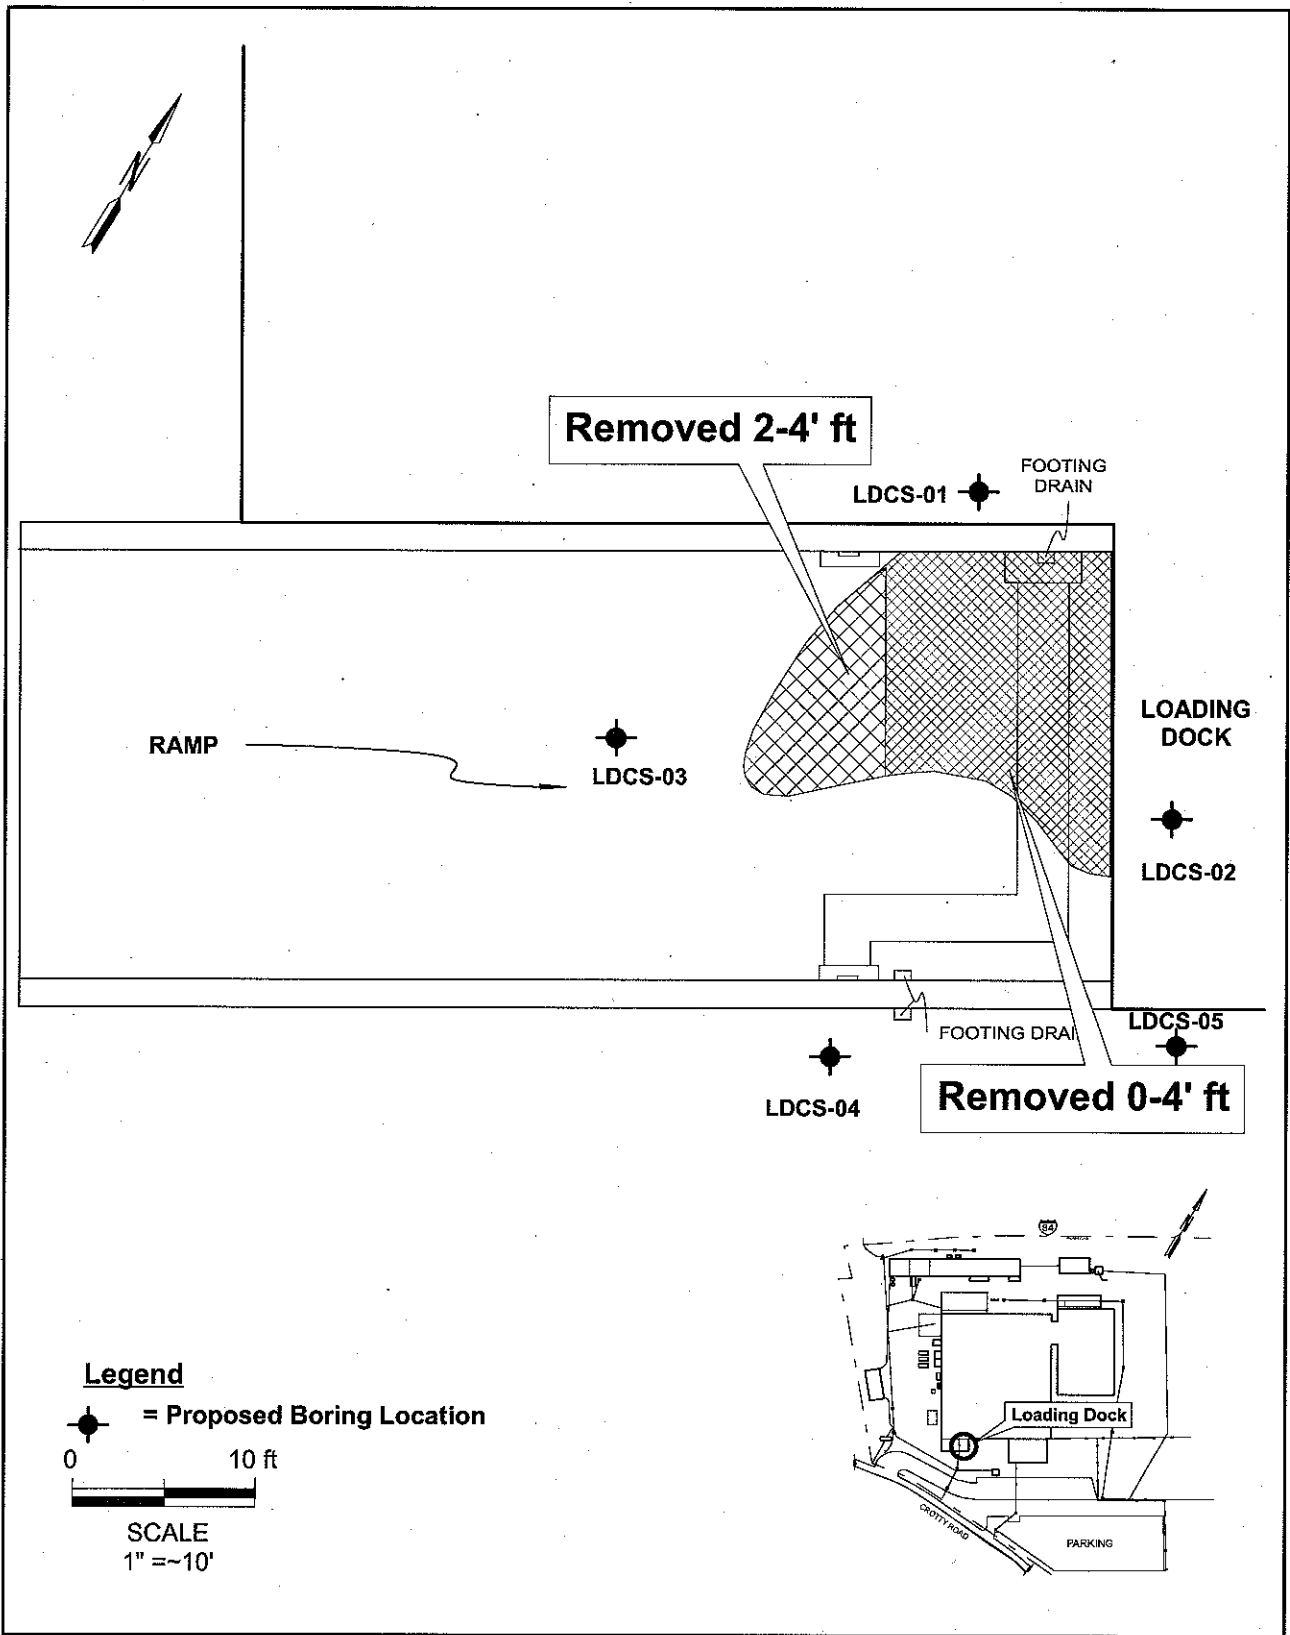 N
Removed 2-4' ft
FOOTING
DRAIN
LDCS-01
LOADING
DOCK
RAMP
LDCS-03
LDCS-02
LDCS-05
FOOTING DRAI
LDCS-04
Removed 0-4' ft
N
84
Legend
= Proposed Boring Location
Loading Dock
0 10 ft
SCALE
1" =~10'
CROTTY ROAD
PARKING